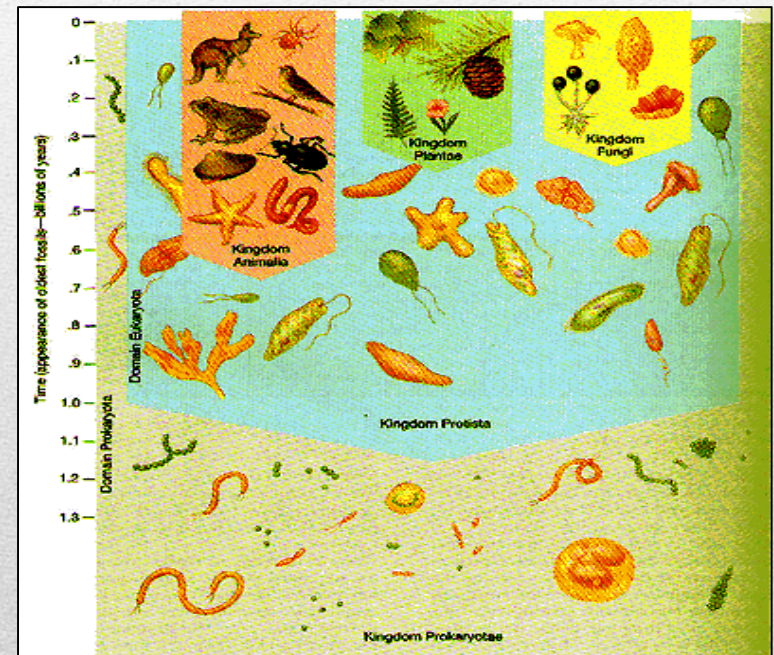 0
.1
.2
.3
.4
.5
.6
.7
.8
.9
1.0
1.1
1.2
1.3
Time (appearance of oldest fossils—billions of years)
Domain Prokaryota
Domain Eukaryota
Kingdom
Animalia
Kingdom
Plantae
Kingdom
Fungi
Kingdom Protista
Kingdom Prokaryotae